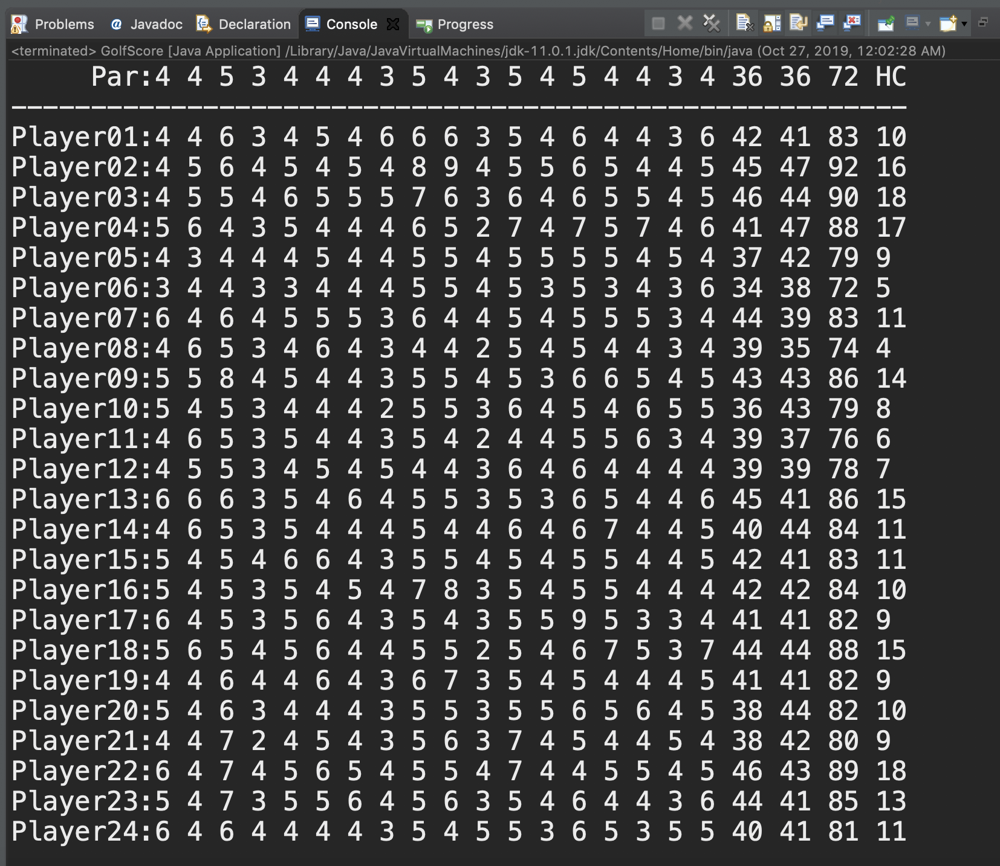 Problems @ Javadoc Declaration Console Progress
<terminated> GolfScore [Java Application] /Library/Java/JavaVirtualMachines/jdk-11.0.1.jdk/Contents/Home/bin/java (Oct 27, 2019, 12:02:28 AM)
Par:4 4 5 3 4 4 4 3 5 4 3 5 4 5 4 4 3 4 36 36 72 HC
--------------------------------------------------------
Player01:4 4 6 3 4 5 4 6 6 6 3 5 4 6 4 4 3 6 42 41 83 10
Player02:4 5 6 4 5 4 5 4 8 9 4 5 5 6 5 4 4 5 45 47 92 16
Player03:4 5 5 4 6 5 5 5 7 6 3 6 4 6 5 5 4 5 46 44 90 18
Player04:5 6 4 3 5 4 4 4 6 5 2 7 4 7 5 7 4 6 41 47 88 17
Player05:4 3 4 4 4 5 4 4 5 5 4 5 5 5 5 4 5 4 37 42 79 9
Player06:3 4 4 3 3 4 4 4 5 5 4 5 3 5 3 4 3 6 34 38 72 5
Player07:6 4 6 4 5 5 5 3 6 4 4 5 4 5 5 5 3 4 44 39 83 11
Player08:4 6 5 3 4 6 4 3 4 4 2 5 4 5 4 4 3 4 39 35 74 4
Player09:5 5 8 4 5 4 4 3 5 5 4 5 3 6 6 5 4 5 43 43 86 14
Player10:5 4 5 3 4 4 4 2 5 5 3 6 4 5 4 6 5 5 36 43 79 8
Player11:4 6 5 3 5 4 4 3 5 4 2 4 4 5 5 6 3 4 39 37 76 6
Player12:4 5 5 3 4 5 4 5 4 4 3 6 4 6 4 4 4 4 39 39 78 7
Player13:6 6 6 3 5 4 6 4 5 5 3 5 3 6 5 4 4 6 45 41 86 15
Player14:4 6 5 3 5 4 4 4 5 4 4 6 4 6 7 4 4 5 40 44 84 11
Player15:5 4 5 4 6 6 4 3 5 5 4 5 4 5 5 4 4 5 42 41 83 11
Player16:5 4 5 3 5 4 5 4 7 8 3 5 4 5 5 4 4 4 42 42 84 10
Player17:6 4 5 3 5 6 4 3 5 4 3 5 5 9 5 3 3 4 41 41 82 9
Player18:5 6 5 4 5 6 4 4 5 5 2 5 4 6 7 5 3 7 44 44 88 15
Player19:4 4 6 4 4 6 4 3 6 7 3 5 4 5 4 4 4 5 41 41 82 9
Player20:5 4 6 3 4 4 4 3 5 5 3 5 5 6 5 6 4 5 38 44 82 10
Player21:4 4 7 2 4 5 4 3 5 6 3 7 4 5 4 4 5 4 38 42 80 9
Player22:6 4 7 4 5 6 5 4 5 5 4 7 4 4 5 5 4 5 46 43 89 18
Player23:5 4 7 3 5 5 6 4 5 6 3 5 4 6 4 4 3 6 44 41 85 13
Player24:6 4 6 4 4 4 4 3 5 4 5 5 3 6 5 3 5 5 40 41 81 11